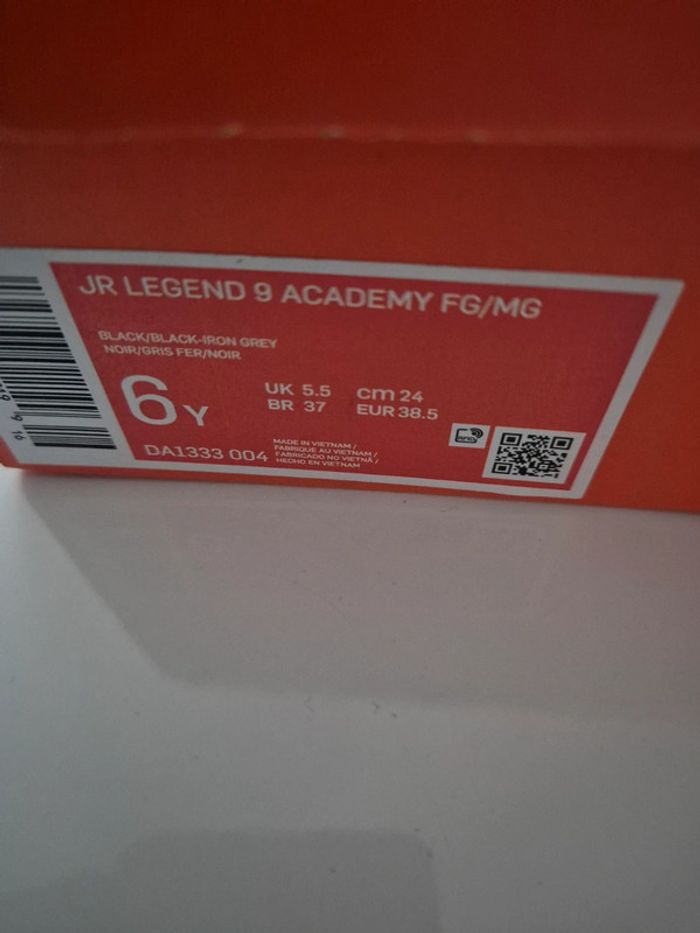 JR LEGEND 9 ACADEMY FG/MG
BLACK/BLACK-IRON GREY
NOIR/GRIS FER/NOIR
6Y
UK 5.5 cm 24
BR 37 EUR 38.5
DA1333 004
MADE IN VIETNAM /
FABRIQUE AU VIETNAM /
FABRICADO NO VIETNÃ /
HECHO EN VIETNAM